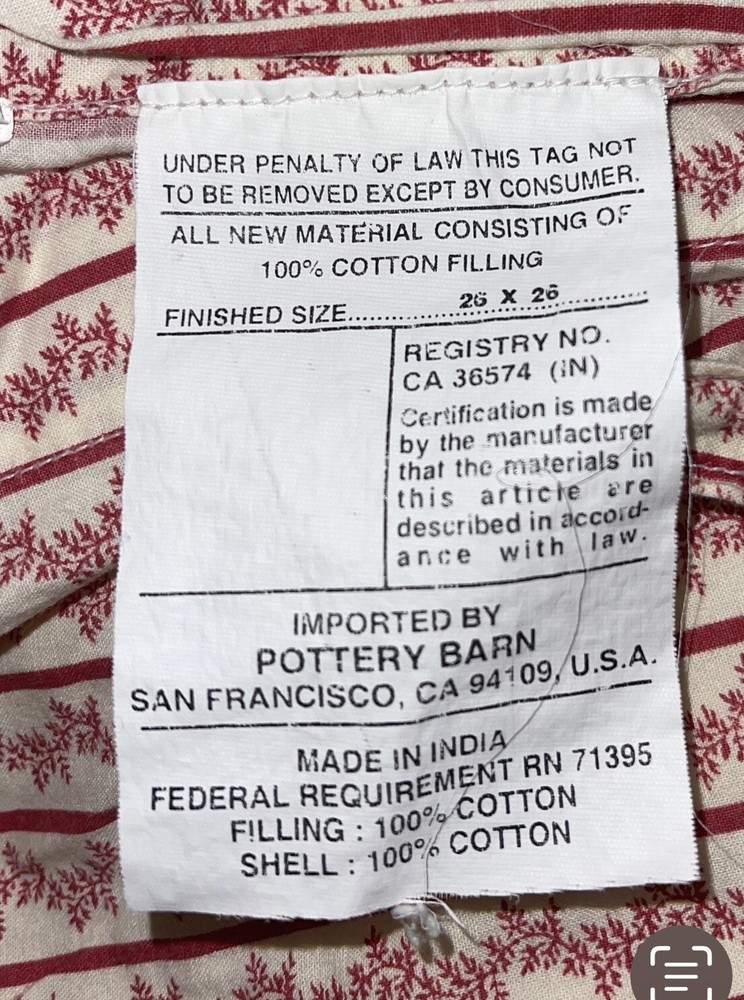 UNDER PENALTY OF LAW THIS TAG NOT
TO BE REMOVED EXCEPT BY CONSUMER.
ALL NEW MATERIAL CONSISTING OF
100% COTTON FILLING
FINISHED SIZE.................26 X 26..............
REGISTRY NO.
CA 36574 (IN)
Certification is made
by the manufacturer
that the materials in
this article are
described in accord-
ance with law.
IMPORTED BY
POTTERY BARN
SAN FRANCISCO, CA 94109, U.S.A.
MADE IN INDIA
FEDERAL REQUIREMENT RN 71395
FILLING : 100% COTTON
SHELL : 100% COTTON